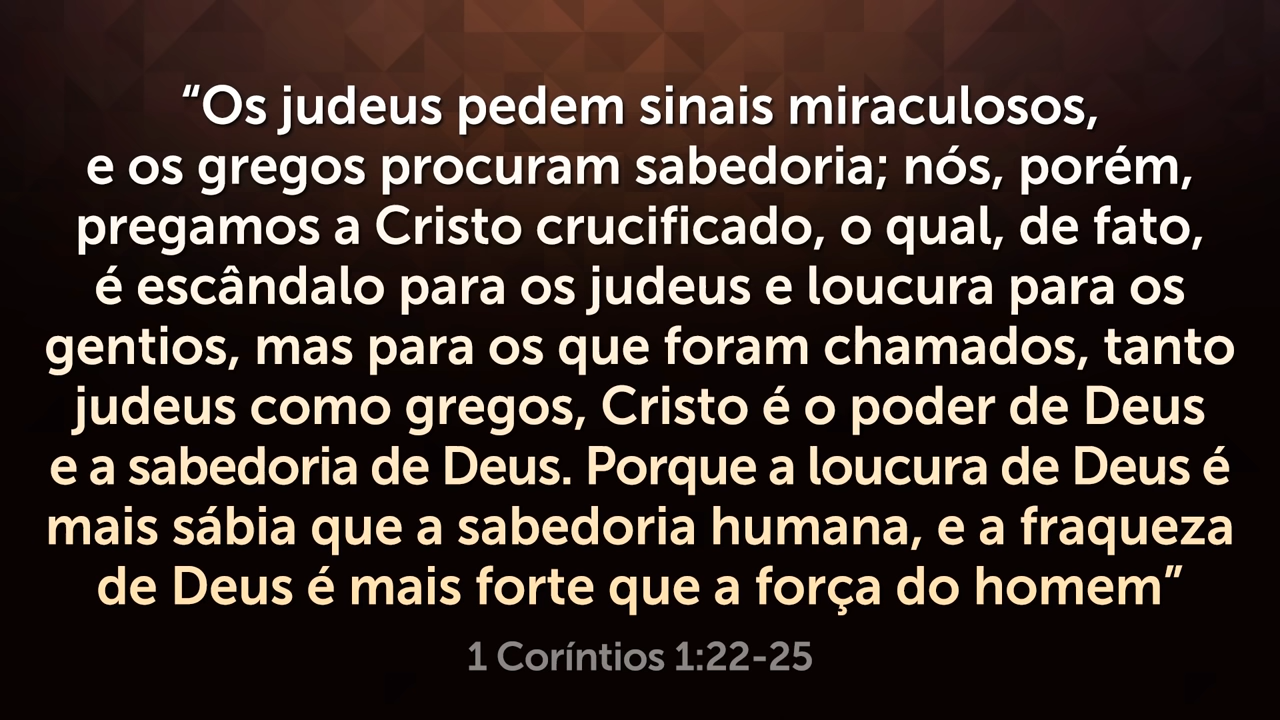 “Os judeus pedem sinais miraculosos,
e os gregos procuram sabedoria; nós, porém,
pregamos a Cristo crucificado, o qual, de fato,
é escândalo para os judeus e loucura para os
gentios, mas para os que foram chamados, tanto
judeus como gregos, Cristo é o poder de Deus
e a sabedoria de Deus. Porque a loucura de Deus é
mais sábia que a sabedoria humana, e a fraqueza
de Deus é mais forte que a força do homem”
1 Coríntios 1:22-25